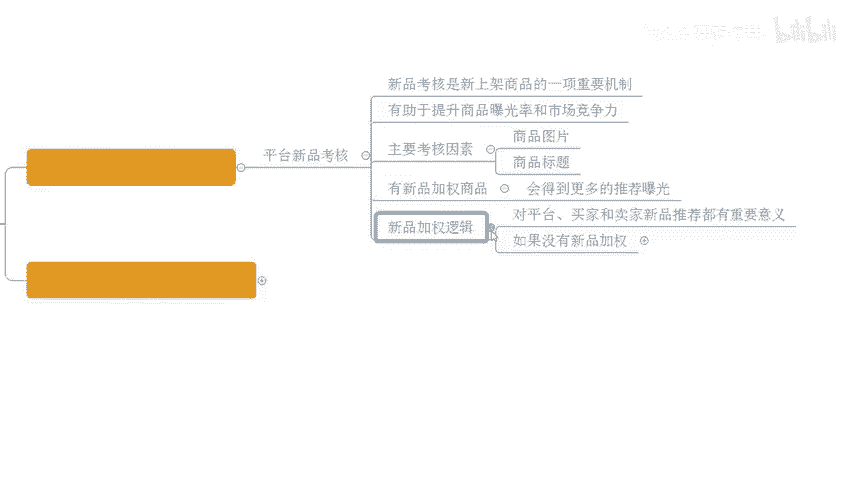 新品考核是新上架商品的一项重要机制
有助于提升商品曝光率和市场竞争力
商品图片
平台新品考核
主要考核因素
商品标题
有新品加权商品
会得到更多的推荐曝光
对平台、买家和卖家新品推荐都有重要意义
新品加权逻辑
如果没有新品加权
bilibili